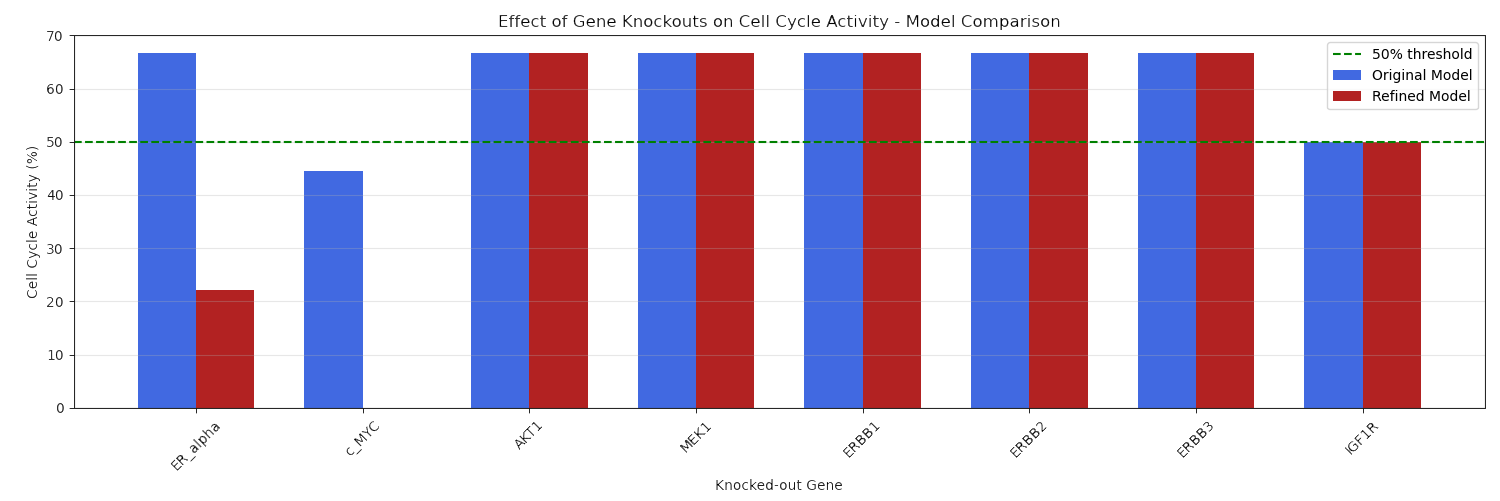 Effect of Gene Knockouts on Cell Cycle Activity - Model Comparison
70
60
50
40
30
20
10
0
Cell Cycle Activity (%)
50% threshold
Original Model
Refined Model
ER_alpha
c_MYC
AKT1
MEK1
ERBB1
ERBB2
ERBB3
IGF1R
Knocked-out Gene